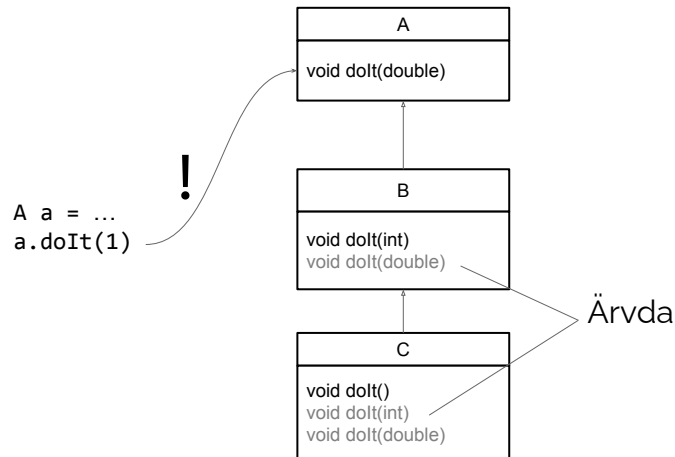 A
void doIt(double)
!
A a = …
a.doIt(1)
B
void doIt(int)
void doIt(double)
Ärvda
C
void doIt()
void doIt(int)
void doIt(double)